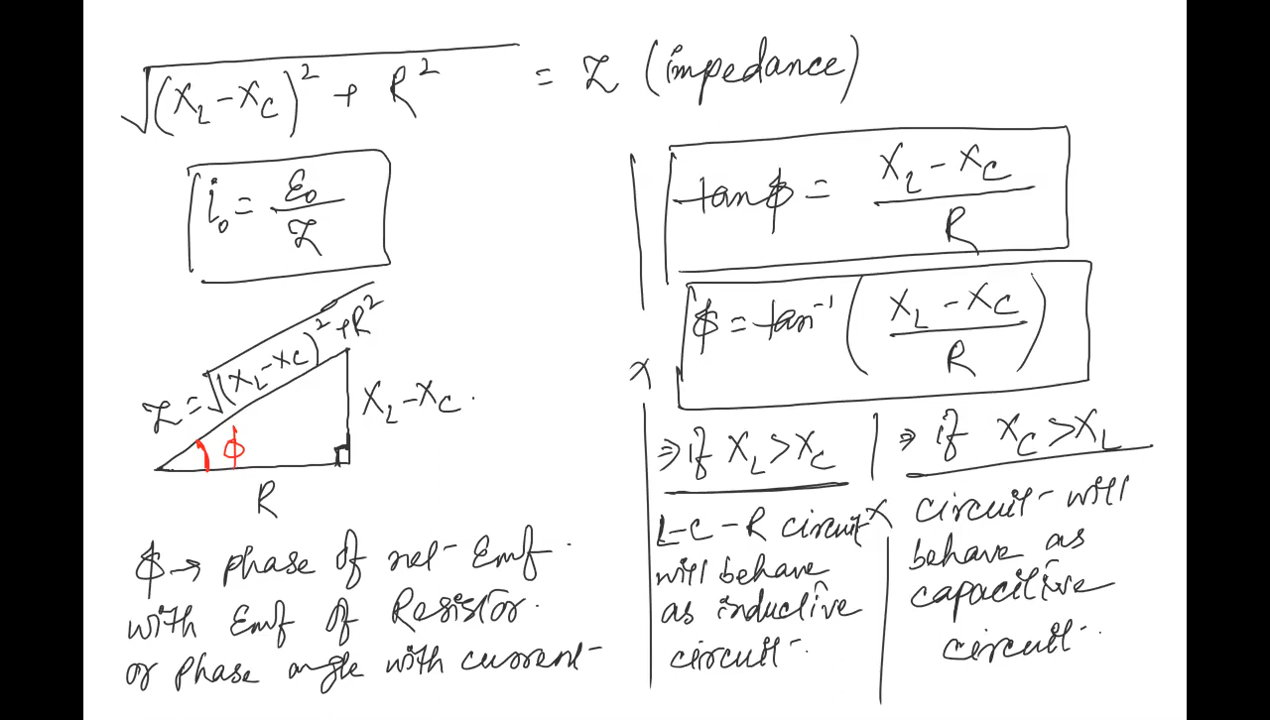 √(X_L - X_C)² + R² = Z (impedance)
i₀ = ε₀/Z
tanϕ = (X_L - X_C)/R
ϕ = tan⁻¹ ((X_L - X_C)/R)
Z = √(X_L - X_C)² + R²
X_L - X_C.
ϕ
R
ϕ → phase of net Emf.
with Emf of Resistor.
or phase angle with current
x
⇒ if X_L > X_C
L-C-R circuit
will behave
as inductive
circuit.
x
⇒ if X_C > X_L
circuit will
behave as
capacitive
circuit.